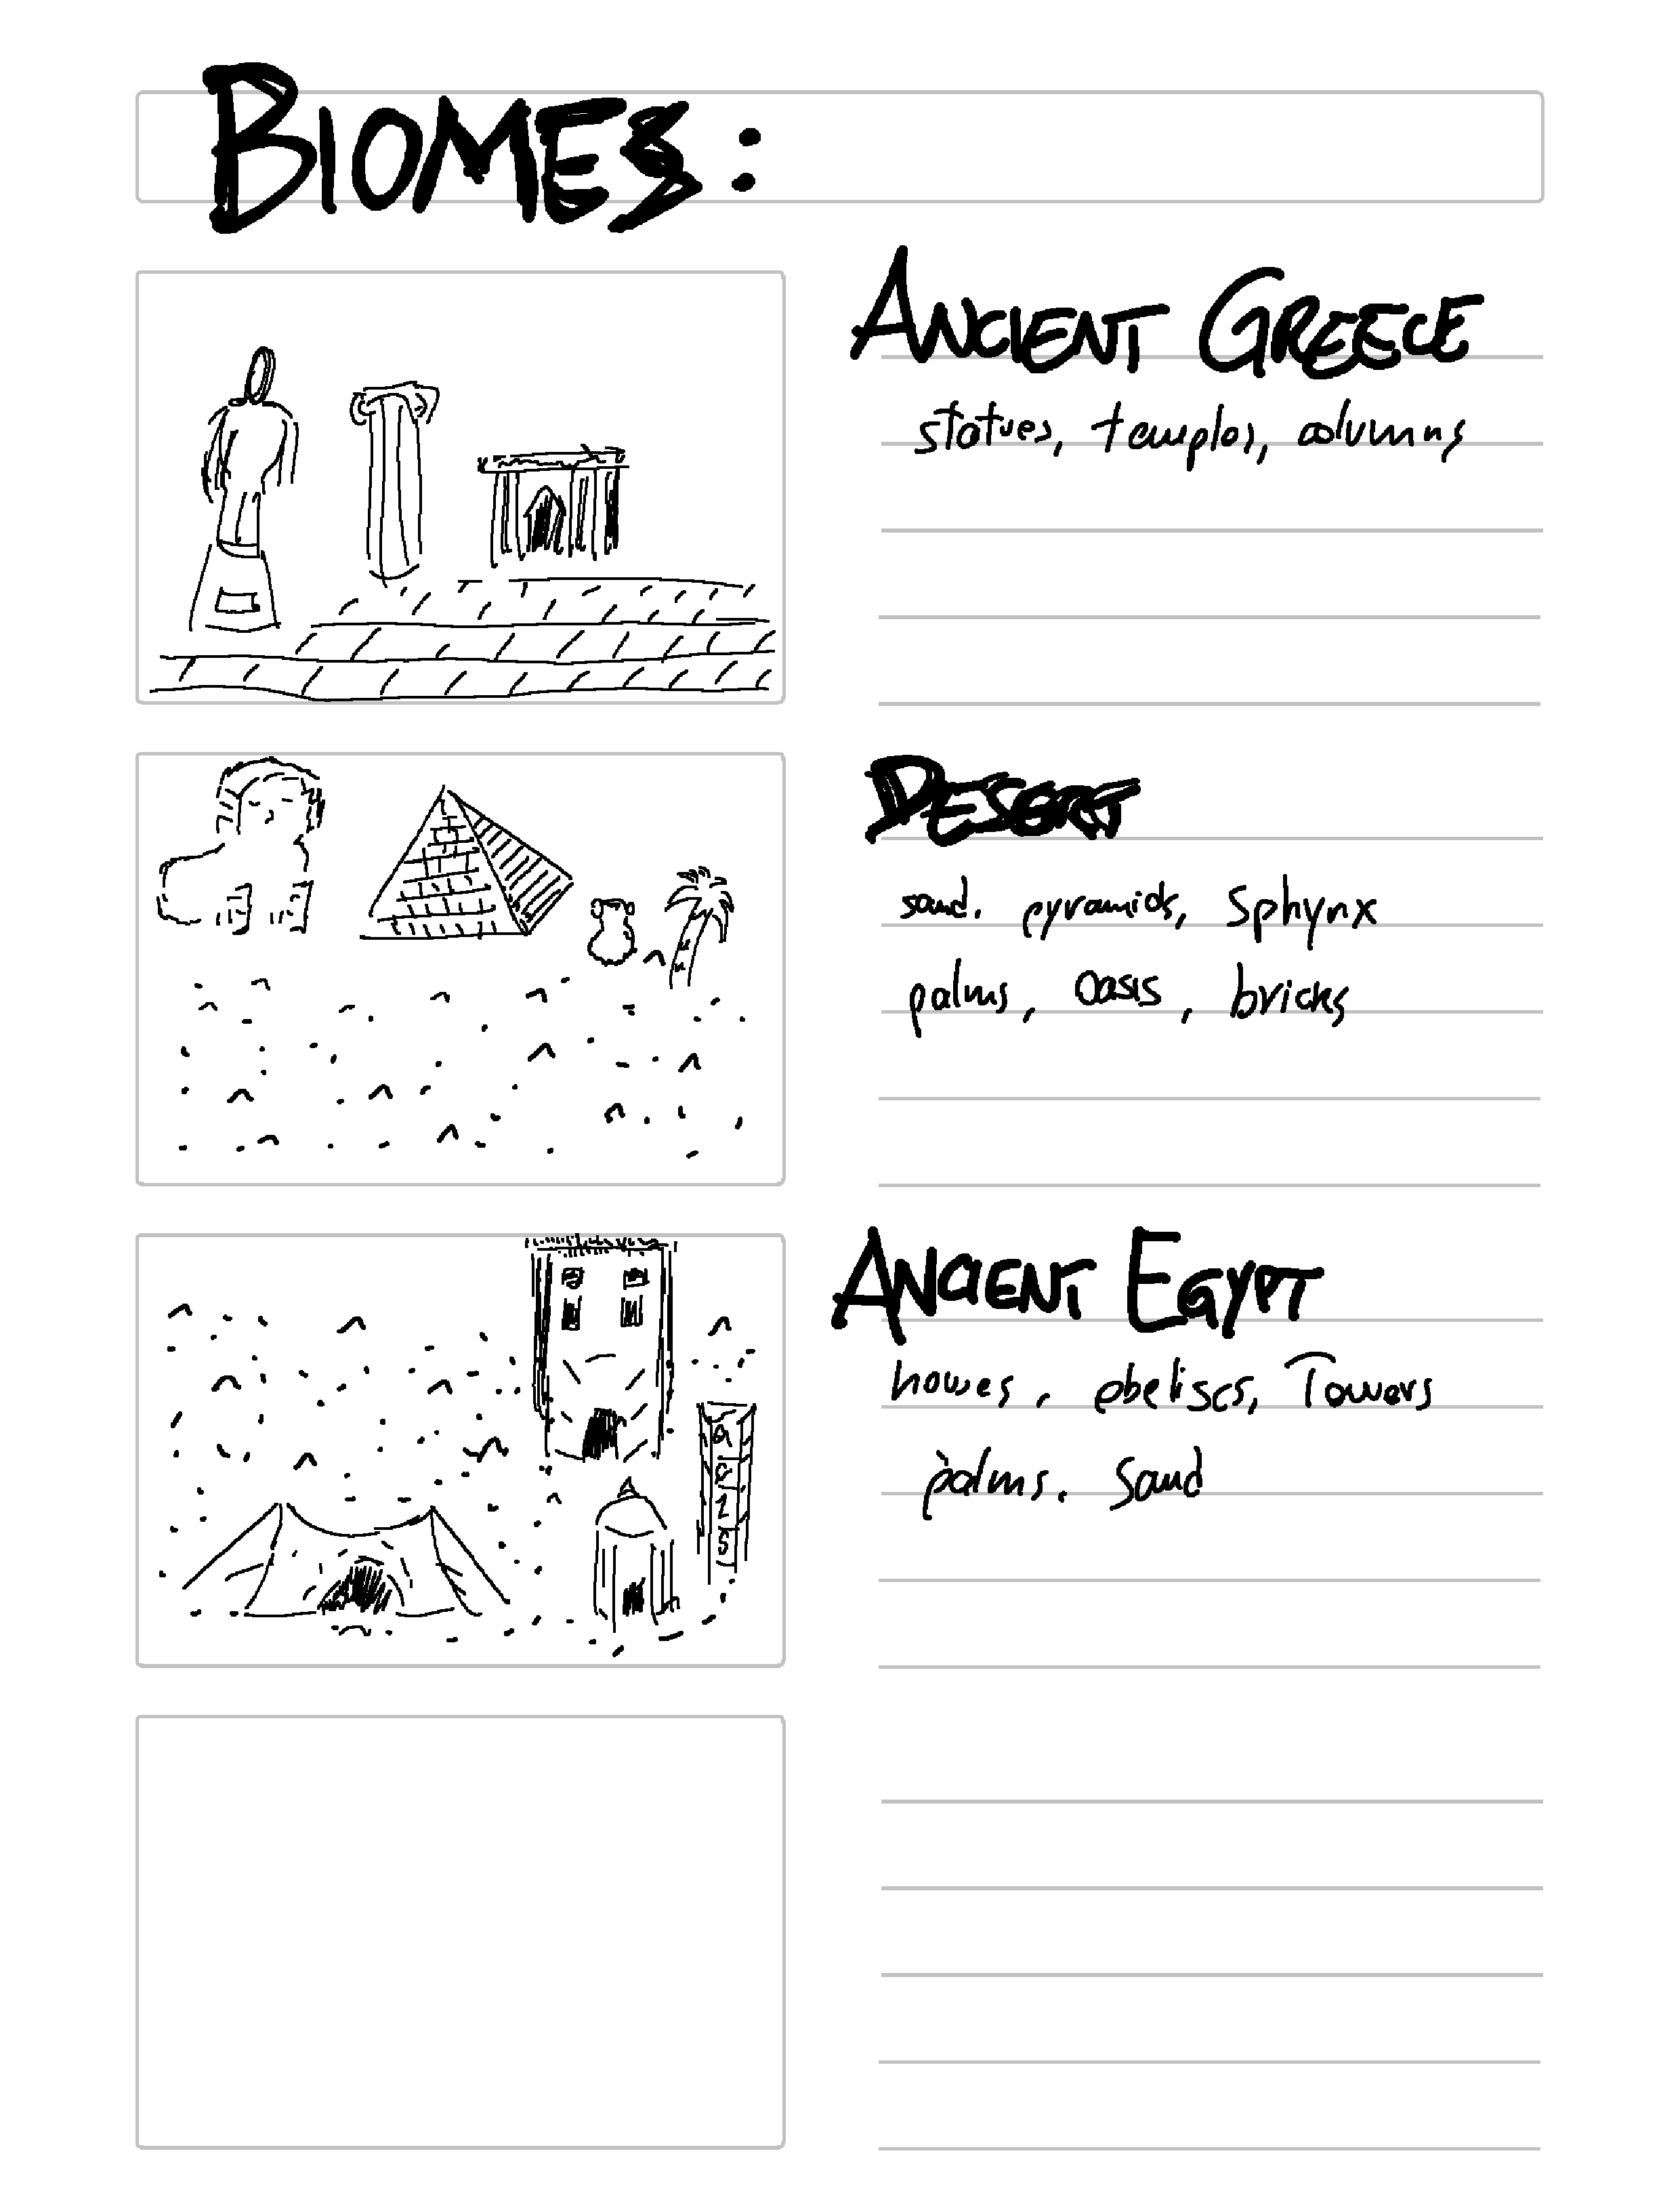 BIOMES:
ANCIENT GREECE
statues, temples, columns
DESERT
sand. pyramids, Sphynx
palms, Oasis, bricks
ANCIENT EGYPT
houses, obeliscs, Towers
palms. Sand